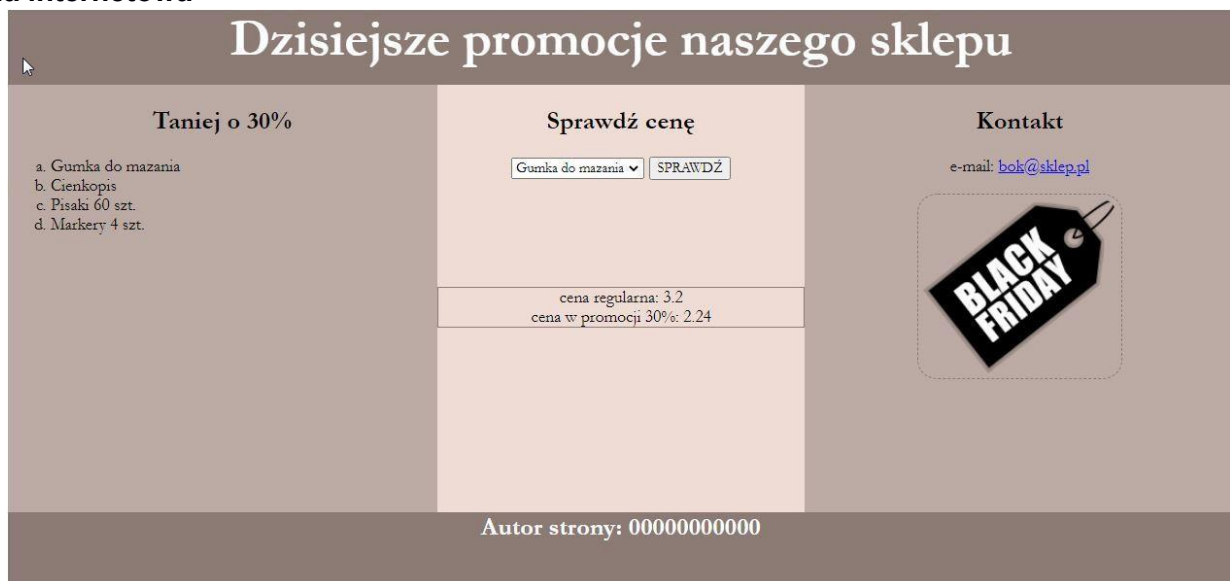 Dzisiejsze promocje naszego sklepu
Taniej o 30%
a. Gumka do mazania
b. Cienkopis
c. Pisaki 60 szt.
d. Markery 4 szt.
Sprawdź cenę
Gumka do mazania SPRAWDŹ
cena regularna: 3.2
cena w promocji 30%: 2.24
Kontakt
e-mail: bok@sklep.pl
BLACK
FRIDAY
Autor strony: 00000000000